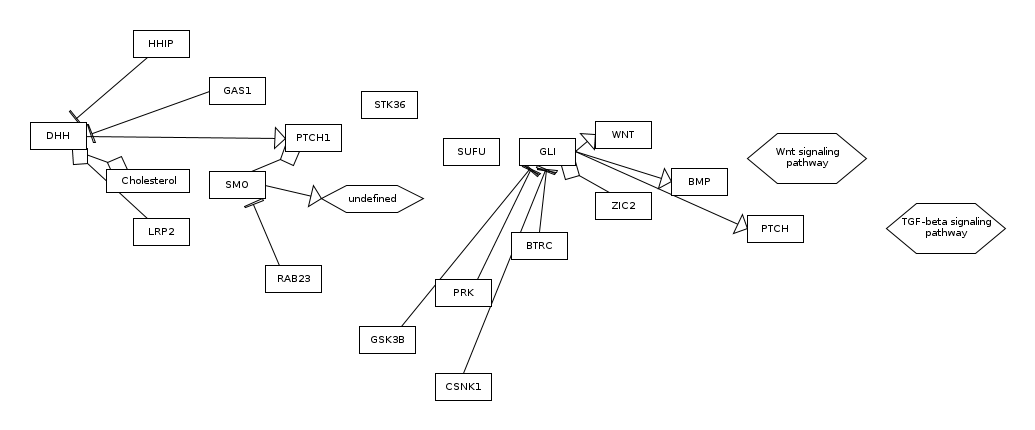 HHIP
GAS1
STK36
DHH
PTCH1
WNT
SUFU
GLI
Wnt signaling
pathway
Cholesterol
SMO
BMP
undefined
ZIC2
LRP2
PTCH
TGF-beta signaling
pathway
BTRC
RAB23
PRK
GSK3B
CSNK1